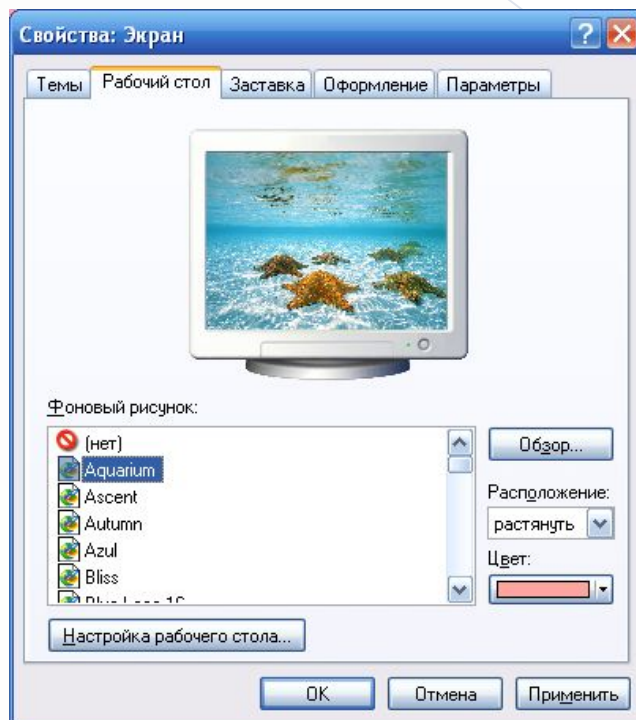 Свойства: Экран
Темы Рабочий стол Заставка Оформление Параметры
Фоновый рисунок:
(нет)
Aquarium
Ascent
Autumn
Azul
Bliss
Обзор...
Расположение:
растянуть
Цвет:
Настройка рабочего стола...
ОК Отмена Применить